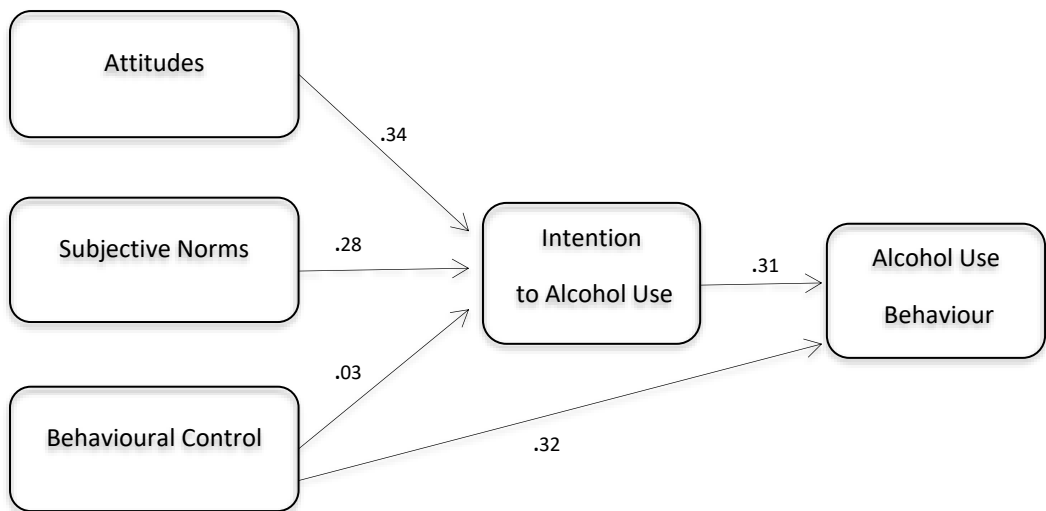 Attitudes
.34
Subjective Norms
.28
Intention
to Alcohol Use
.31
Alcohol Use
Behaviour
.03
Behavioural Control
.32